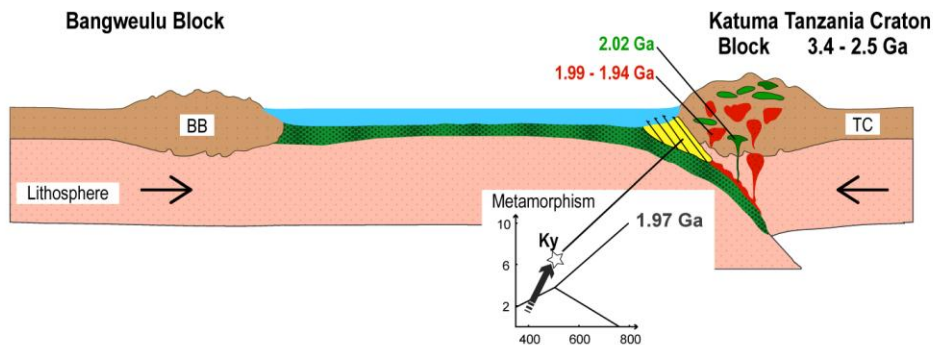 Bangweulu Block
Katuma Tanzania Craton
Block 3.4 - 2.5 Ga
2.02 Ga
1.99 - 1.94 Ga
BB
TC
Lithosphere
Metamorphism
1.97 Ga
10
Ky
6
2
400 600 800